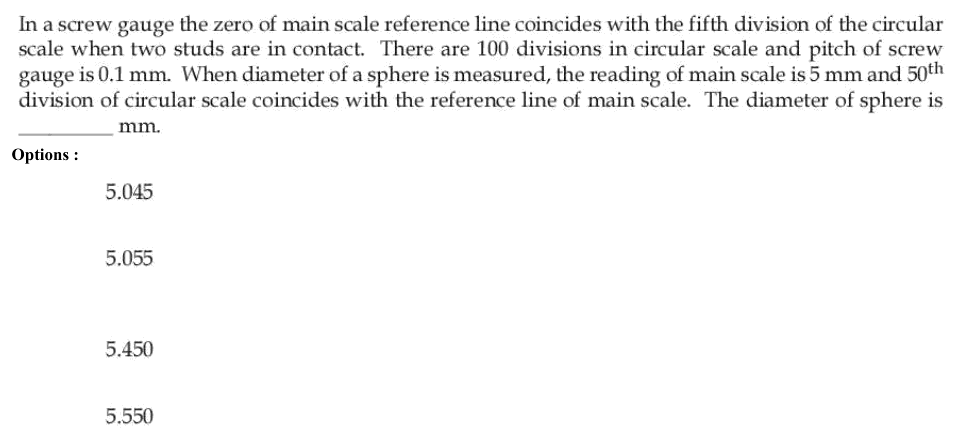 In a screw gauge the zero of main scale reference line coincides with the fifth division of the circular
scale when two studs are in contact. There are 100 divisions in circular scale and pitch of screw
gauge is 0.1 mm. When diameter of a sphere is measured, the reading of main scale is 5 mm and 50th
division of circular scale coincides with the reference line of main scale. The diameter of sphere is
_________ mm.
Options :
5.045
5.055
5.450
5.550